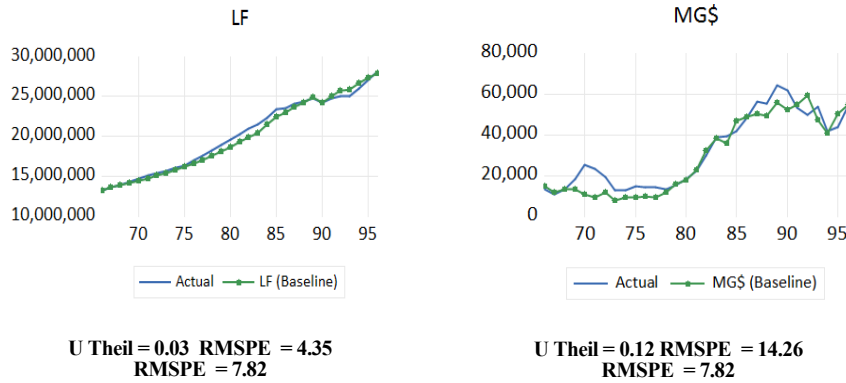 LF
30,000,000
25,000,000
20,000,000
15,000,000
10,000,000
70 75 80 85 90 95
Actual LF (Baseline)
U Theil = 0.03 RMSPE = 4.35
RMSPE = 7.82
MG$
80,000
60,000
40,000
20,000
0
70 75 80 85 90 95
Actual MG$ (Baseline)
U Theil = 0.12 RMSPE = 14.26
RMSPE = 7.82